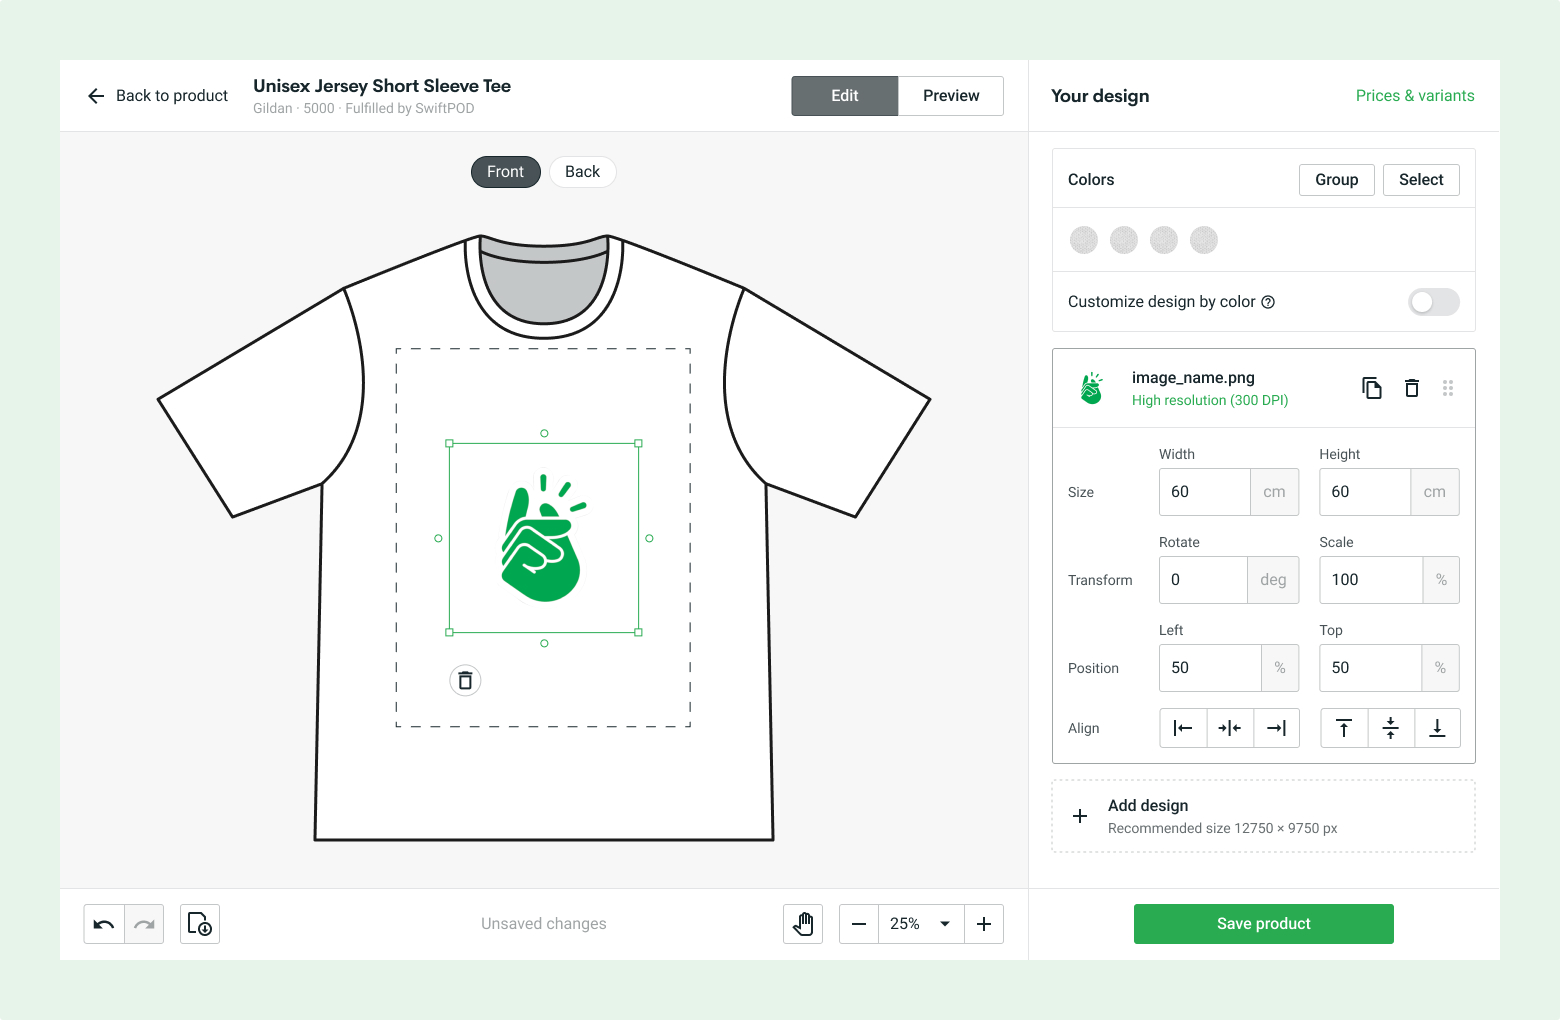 Back to product
Unisex Jersey Short Sleeve Tee
Gildan · 5000 · Fulfilled by SwiftPOD
Edit
Preview
Your design
Prices & variants
Front
Back
Colors
Group
Select
Customize design by color
image_name.png
High resolution (300 DPI)
Width
Height
Size
60
cm
60
cm
Rotate
Scale
Transform
0
deg
100
%
Left
Top
Position
50
%
50
%
Align
Add design
Recommended size 12750 × 9750 px
Unsaved changes
25%
Save product